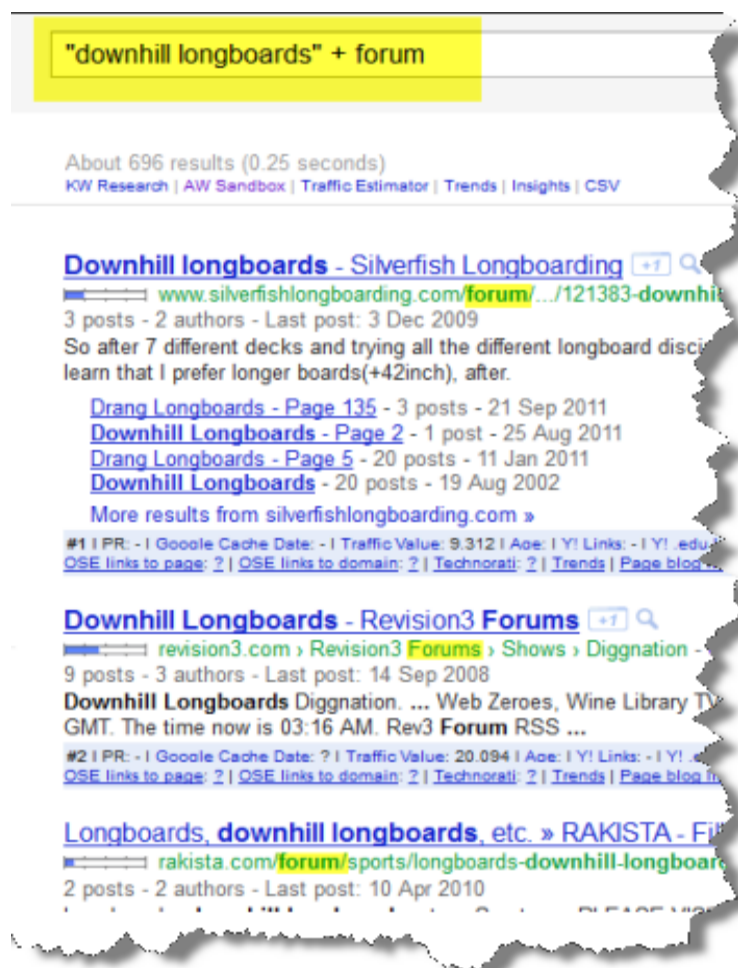 "downhill longboards" + forum
About 696 results (0.25 seconds)
KW Research | AW Sandbox | Traffic Estimator | Trends | Insights | CSV
Downhill longboards - Silverfish Longboarding +1
www.silverfishlongboarding.com/forum/.../121383-downhil
3 posts - 2 authors - Last post: 3 Dec 2009
So after 7 different decks and trying all the different longboard disci
learn that I prefer longer boards(+42inch), after.
Drang Longboards - Page 135 - 3 posts - 21 Sep 2011
Downhill Longboards - Page 2 - 1 post - 25 Aug 2011
Drang Longboards - Page 5 - 20 posts - 11 Jan 2011
Downhill Longboards - 20 posts - 19 Aug 2002
More results from silverfishlongboarding.com »
#1 | PR: - | Google Cache Date: - | Traffic Value: 9.312 | Age: | Y! Links: - | Y! .edu
OSE links to page: ? | OSE links to domain: ? | Technorati: ? | Trends | Page blog
Downhill Longboards - Revision3 Forums +1
revision3.com › Revision3 Forums › Shows › Diggnation -
9 posts - 3 authors - Last post: 14 Sep 2008
Downhill Longboards Diggnation. ... Web Zeroes, Wine Library TV
GMT. The time now is 03:16 AM. Rev3 Forum RSS ...
#2 | PR: - | Google Cache Date: ? | Traffic Value: 20.094 | Age: | Y! Links: - | Y!
OSE links to page: ? | OSE links to domain: ? | Technorati: ? | Trends | Page blog
Longboards, downhill longboards, etc. » RAKISTA - Fil
rakista.com/forum/sports/longboards-downhill-longboard
2 posts - 2 authors - Last post: 10 Apr 2010